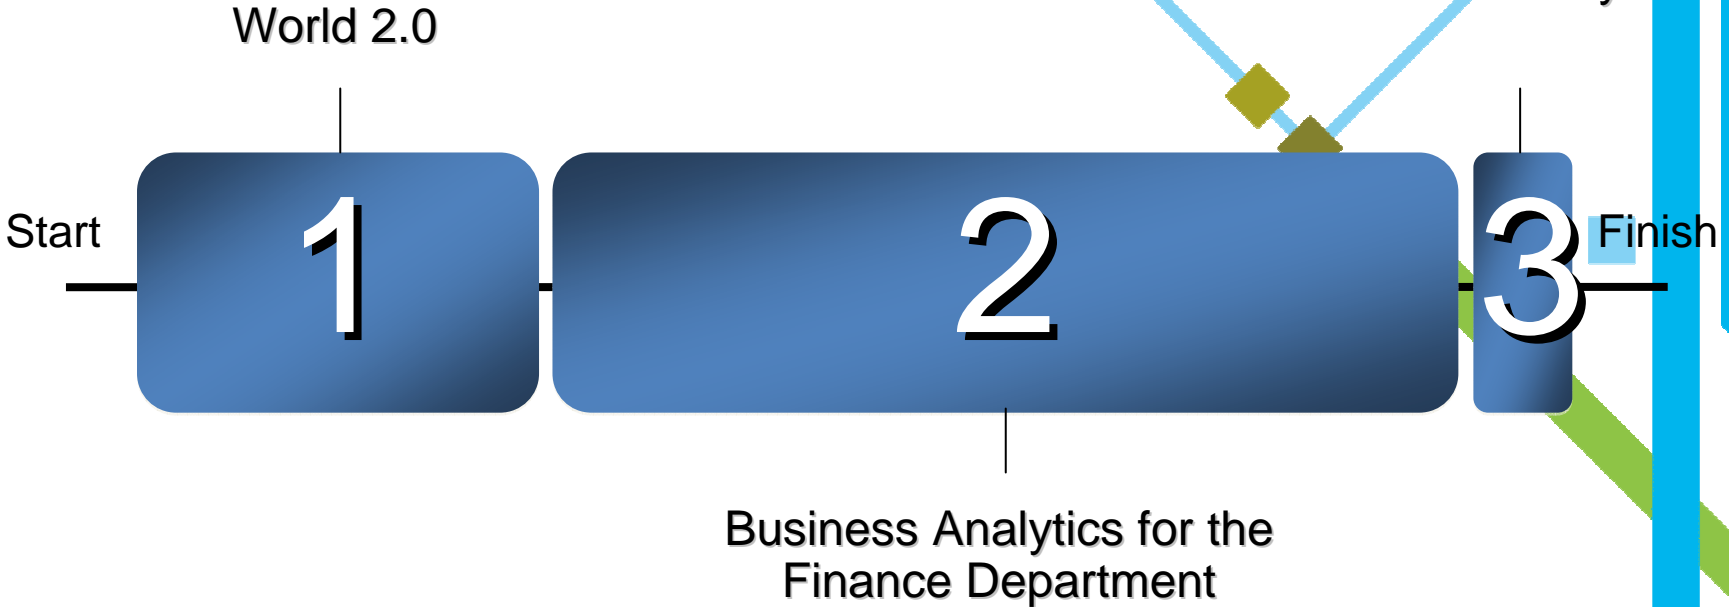 World 2.0
Start
1
2
3
Finish
Business Analytics for the
Finance Department